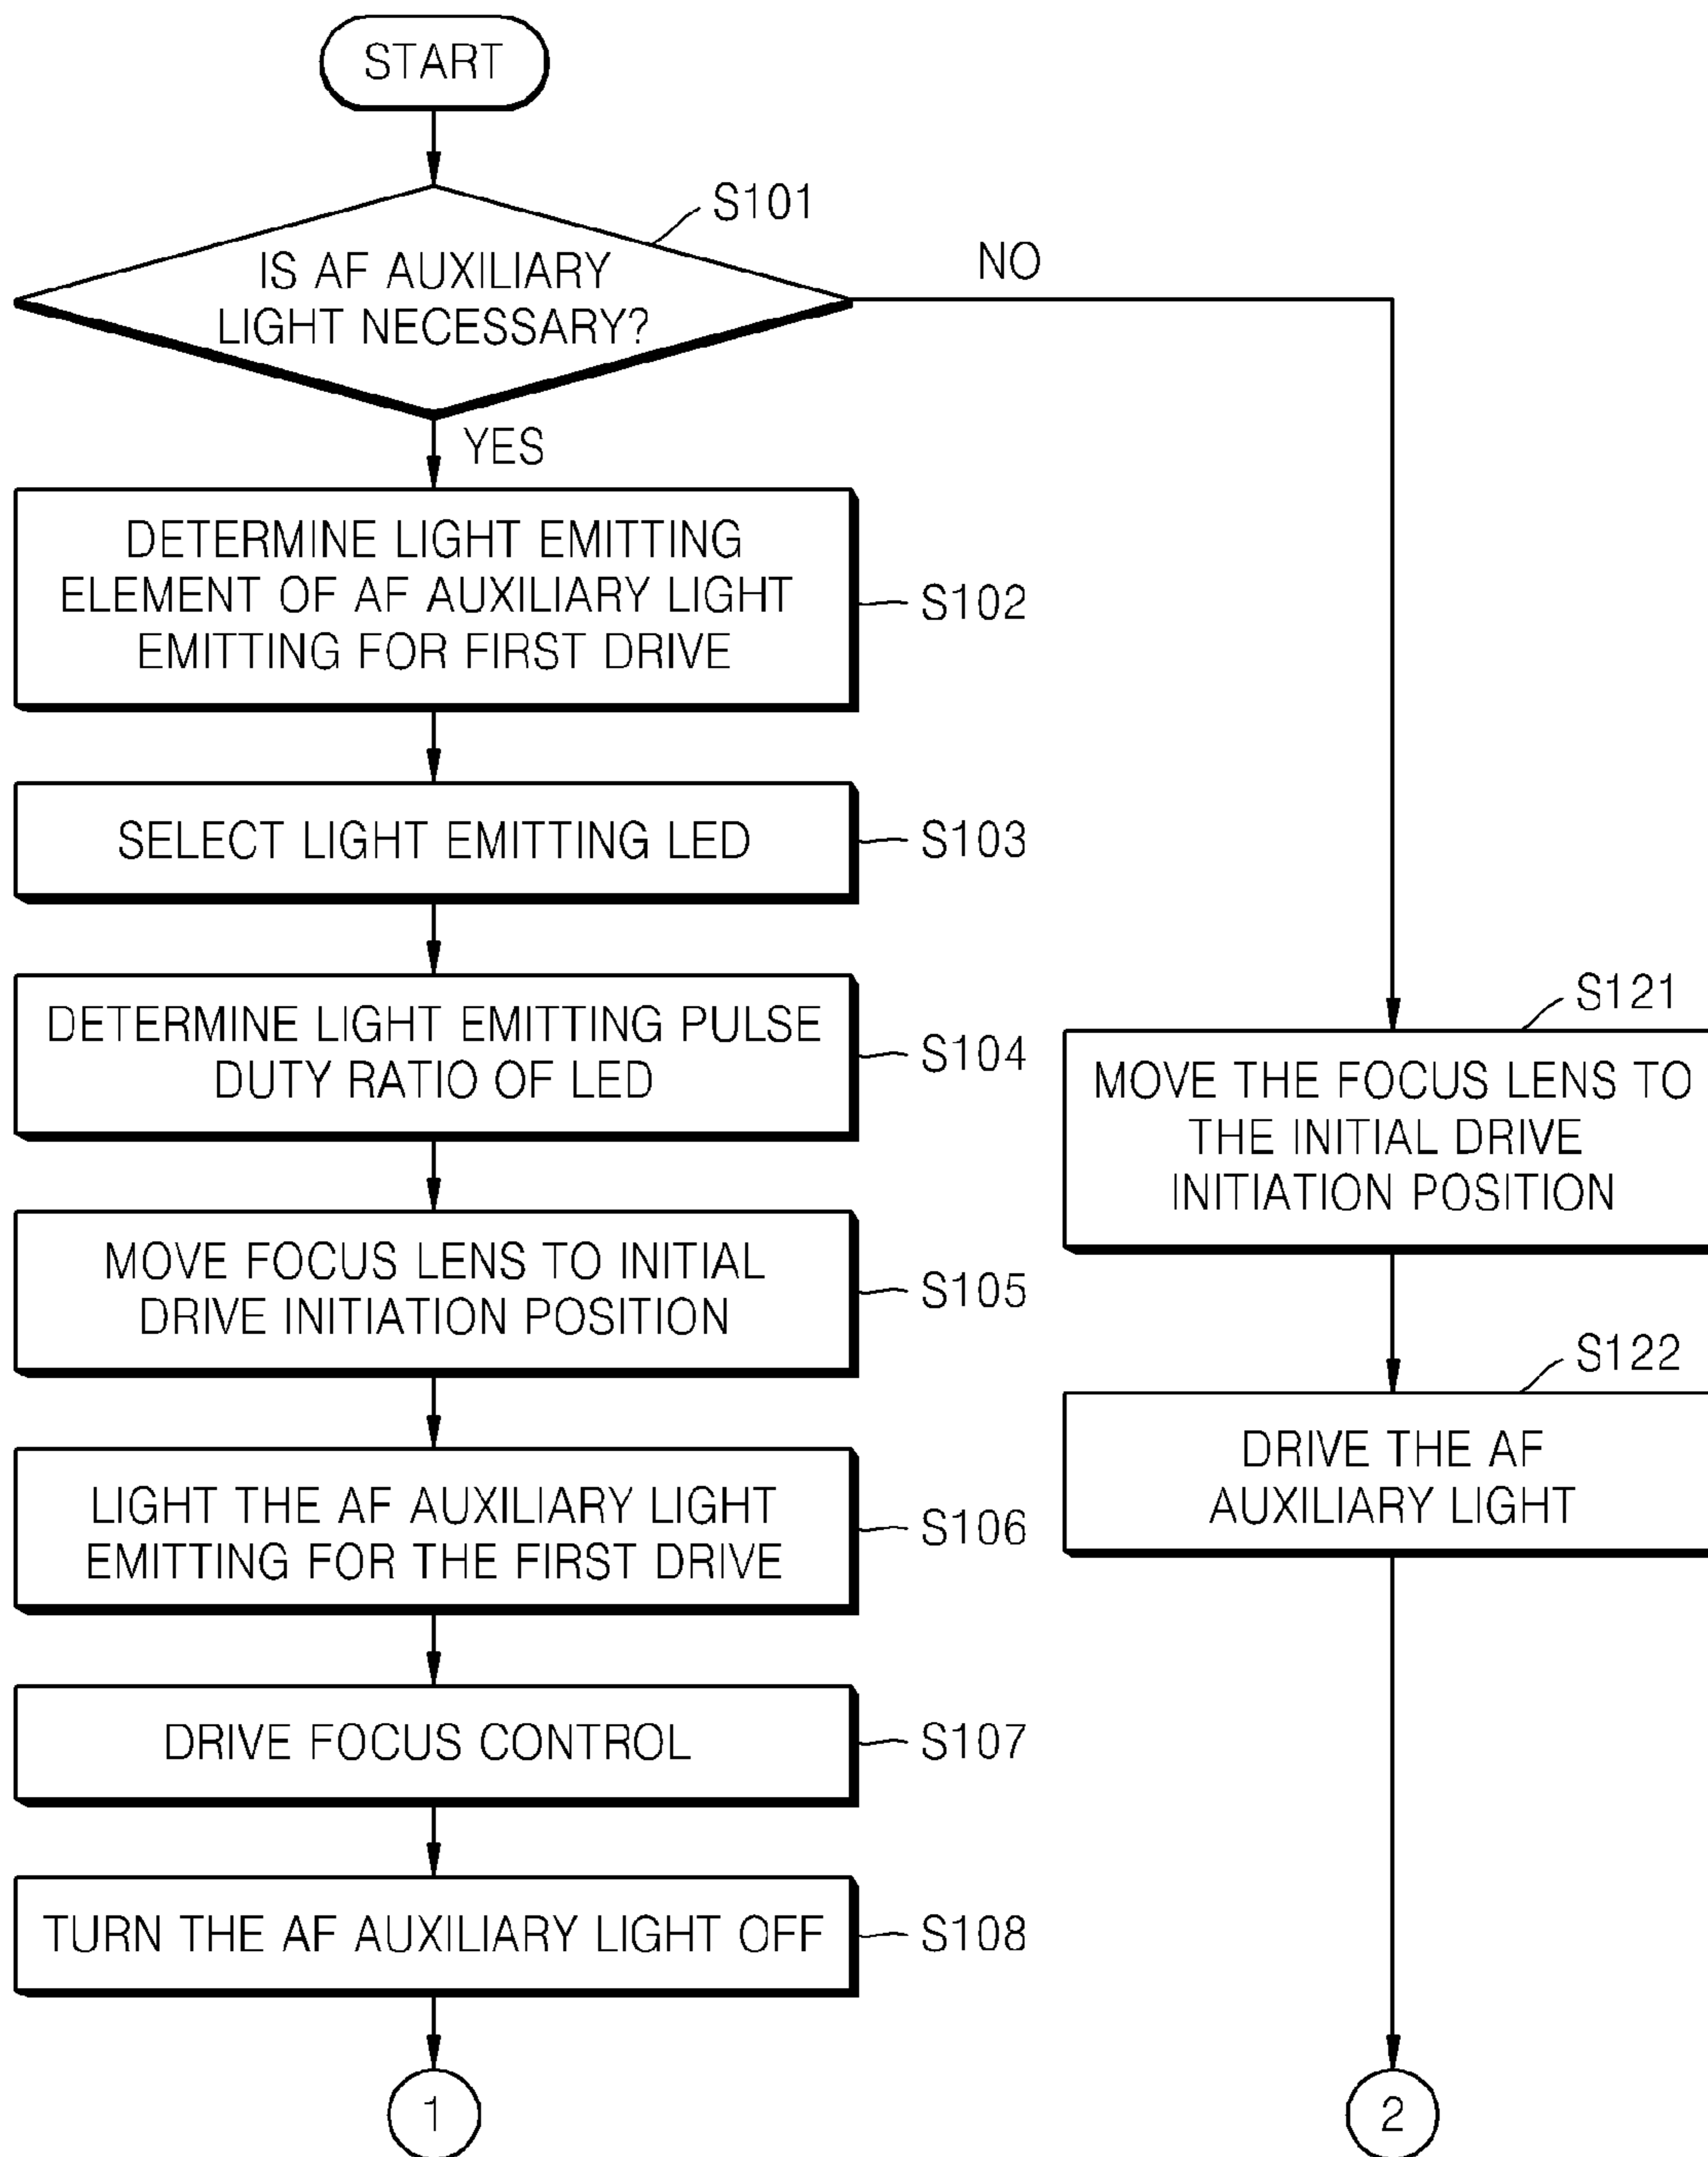 START
S101
IS AF AUXILIARY
LIGHT NECESSARY?
NO
YES
DETERMINE LIGHT EMITTING
ELEMENT OF AF AUXILIARY LIGHT
EMITTING FOR FIRST DRIVE
S102
SELECT LIGHT EMITTING LED
S103
DETERMINE LIGHT EMITTING PULSE
DUTY RATIO OF LED
S104
MOVE FOCUS LENS TO INITIAL
DRIVE INITIATION POSITION
S105
LIGHT THE AF AUXILIARY LIGHT
EMITTING FOR THE FIRST DRIVE
S106
DRIVE FOCUS CONTROL
S107
TURN THE AF AUXILIARY LIGHT OFF
S108
1
S121
MOVE THE FOCUS LENS TO
THE INITIAL DRIVE
INITIATION POSITION
S122
DRIVE THE AF
AUXILIARY LIGHT
2